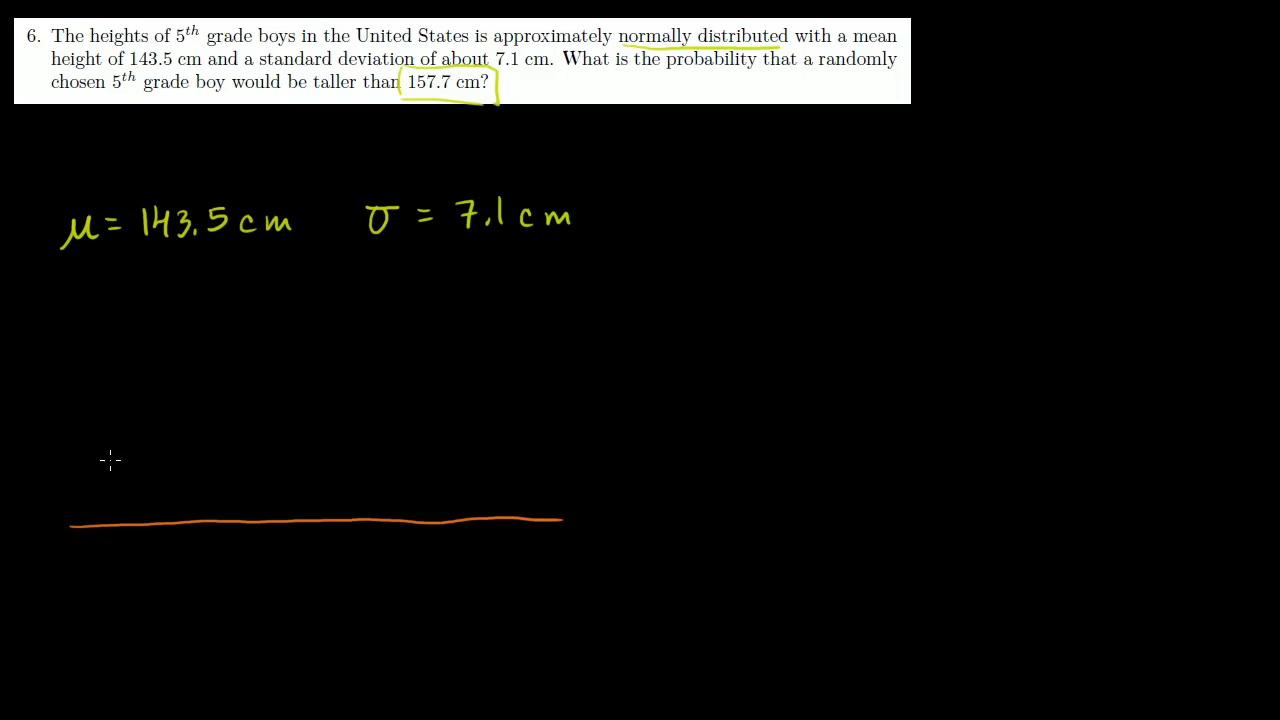 6. The heights of 5th grade boys in the United States is approximately normally distributed with a mean
height of 143.5 cm and a standard deviation of about 7.1 cm. What is the probability that a randomly
chosen 5th grade boy would be taller than 157.7 cm?
μ = 143.5 cm σ = 7.1 cm